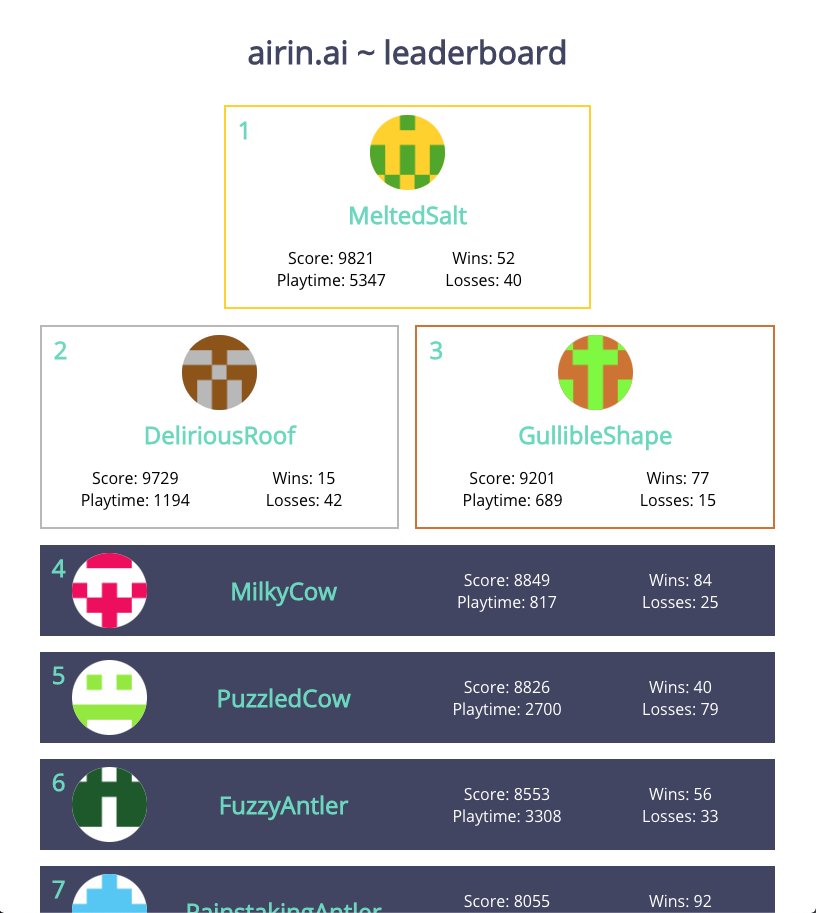 airin.ai ~ leaderboard
1
MeltedSalt
Score: 9821 Wins: 52
Playtime: 5347 Losses: 40
2
DeliriousRoof
Score: 9729 Wins: 15
Playtime: 1194 Losses: 42
3
GullibleShape
Score: 9201 Wins: 77
Playtime: 689 Losses: 15
4
MilkyCow
Score: 8849 Wins: 84
Playtime: 817 Losses: 25
5
PuzzledCow
Score: 8826 Wins: 40
Playtime: 2700 Losses: 79
6
FuzzyAntler
Score: 8553 Wins: 56
Playtime: 3308 Losses: 33
7
PainstakingAntler
Score: 8055 Wins: 92